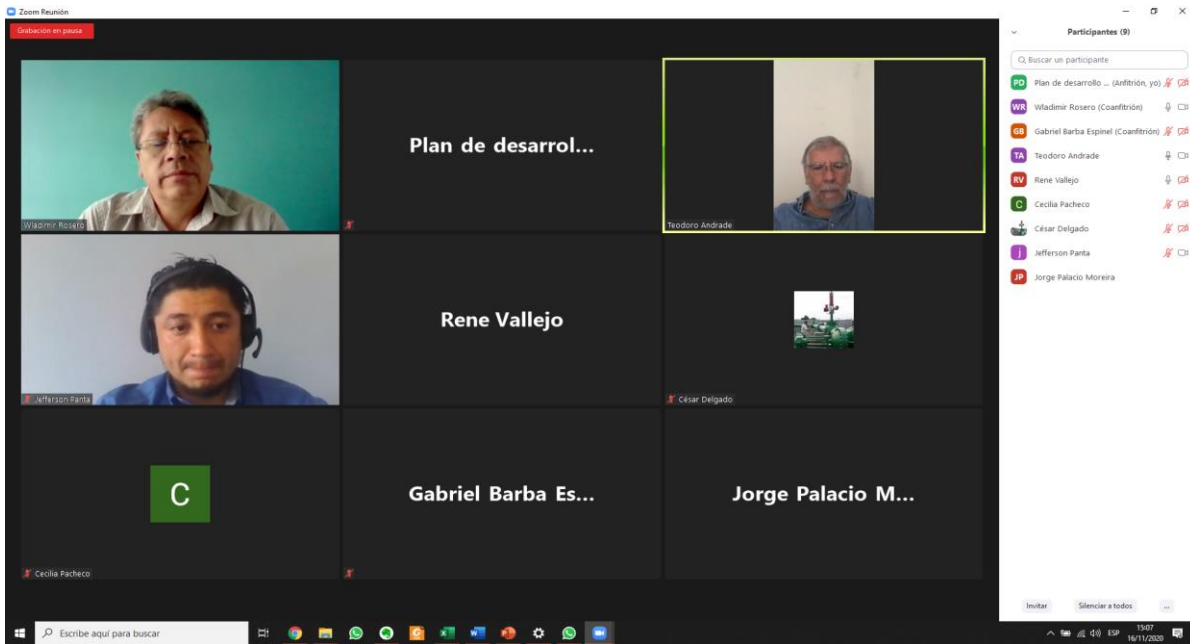 Zoom Reunión
Grabación en pausa
Wladimir Rosero
Plan de desarrol...
Teodoro Andrade
Jefferson Panta
Rene Vallejo
César Delgado
C
Cecilia Pacheco
Gabriel Barba Es...
Jorge Palacio M...
Participantes (9)
Buscar un participante
PD Plan de desarrollo ... (Anfitrión, yo)
WR Wladimir Rosero (Coanfitrión)
GB Gabriel Barba Espinel (Coanfitrión)
TA Teodoro Andrade
RV Rene Vallejo
C Cecilia Pacheco
César Delgado
j Jefferson Panta
JP Jorge Palacio Moreira
Invitar Silenciar a todos ...
Escribe aquí para buscar
ESP
15:07
16/11/2020